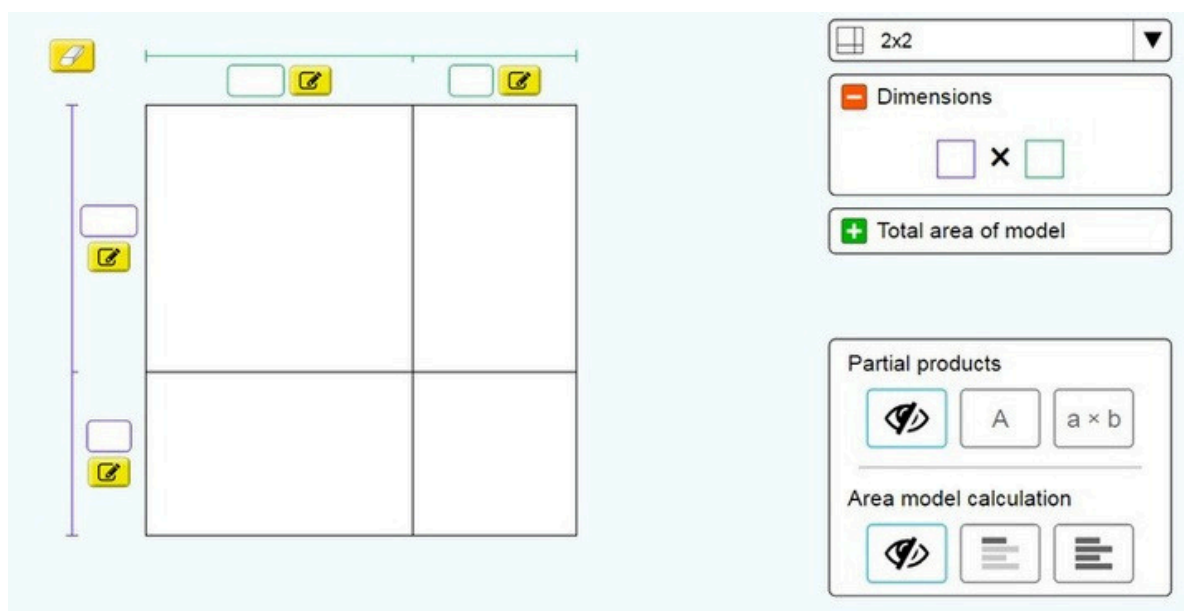 2x2
Dimensions
×
Total area of model
Partial products
A
a × b
Area model calculation